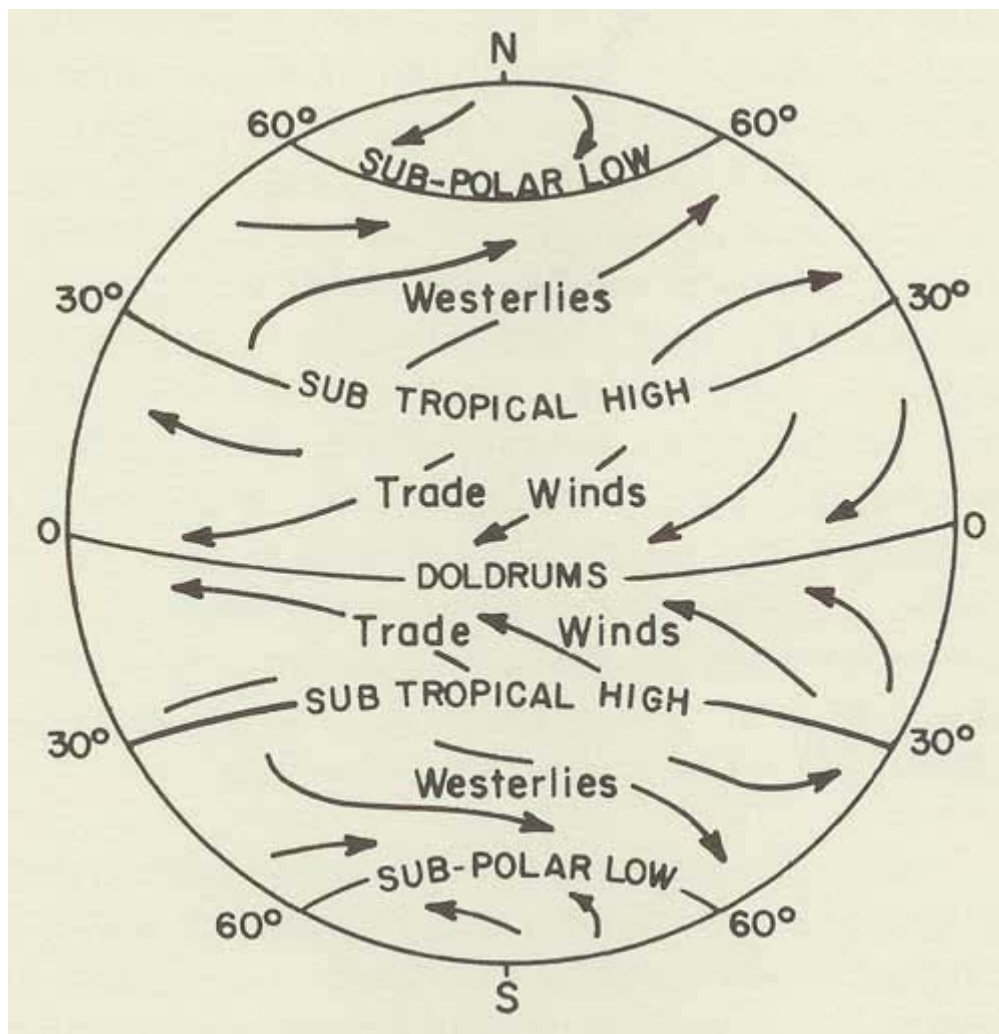 N
60° 60°
SUB-POLAR LOW
Westerlies
30° 30°
SUB TROPICAL HIGH
Trade Winds
0 0
DOLDRUMS
Trade Winds
SUB TROPICAL HIGH
30° 30°
Westerlies
SUB-POLAR LOW
60° 60°
S